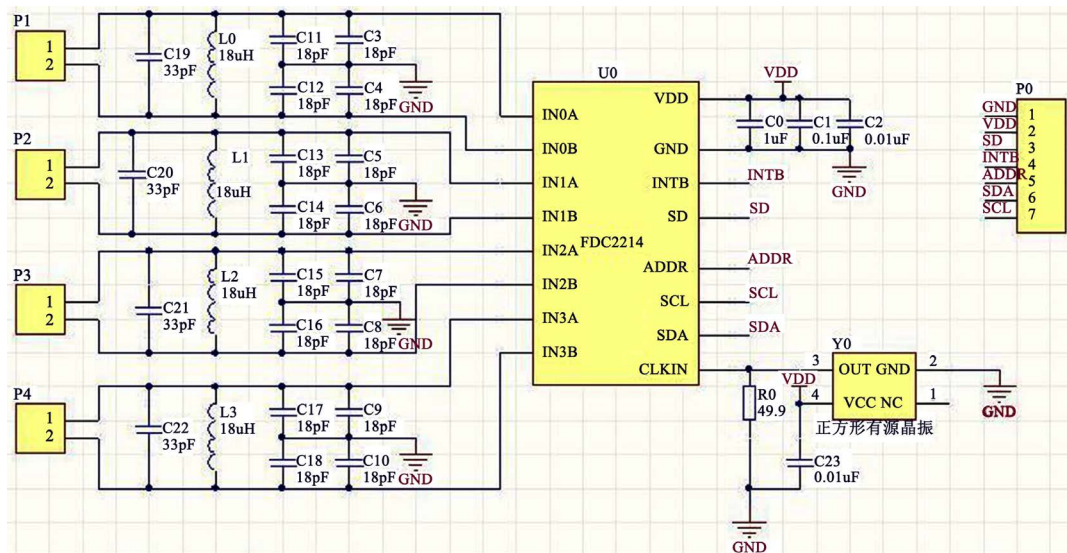 P1
1
2
C19
33pF
L0
18uH
C11
18pF
C3
18pF
C12
18pF
C4
18pF
GND
P2
1
2
C20
33pF
L1
18uH
C13
18pF
C5
18pF
C14
18pF
C6
18pF
GND
P3
1
2
C21
33pF
L2
18uH
C15
18pF
C7
18pF
C16
18pF
C8
18pF
GND
P4
1
2
C22
33pF
L3
18uH
C17
18pF
C9
18pF
C18
18pF
C10
18pF
GND
U0
IN0A
IN0B
IN1A
IN1B
IN2A
IN2B
IN3A
IN3B
FDC2214
VDD
GND
INTB
SD
ADDR
SCL
SDA
CLKIN
VDD
C0
1uF
C1
0.1uF
C2
0.01uF
GND
INTB
SD
ADDR
SCL
SDA
P0
GND
1
VDD
2
SD
3
INTB
4
ADDR
5
SDA
6
SCL
7
Y0
3
OUT GND
2
VDD
4
VCC NC
1
正方形有源晶振
R0
49.9
C23
0.01uF
GND
GND